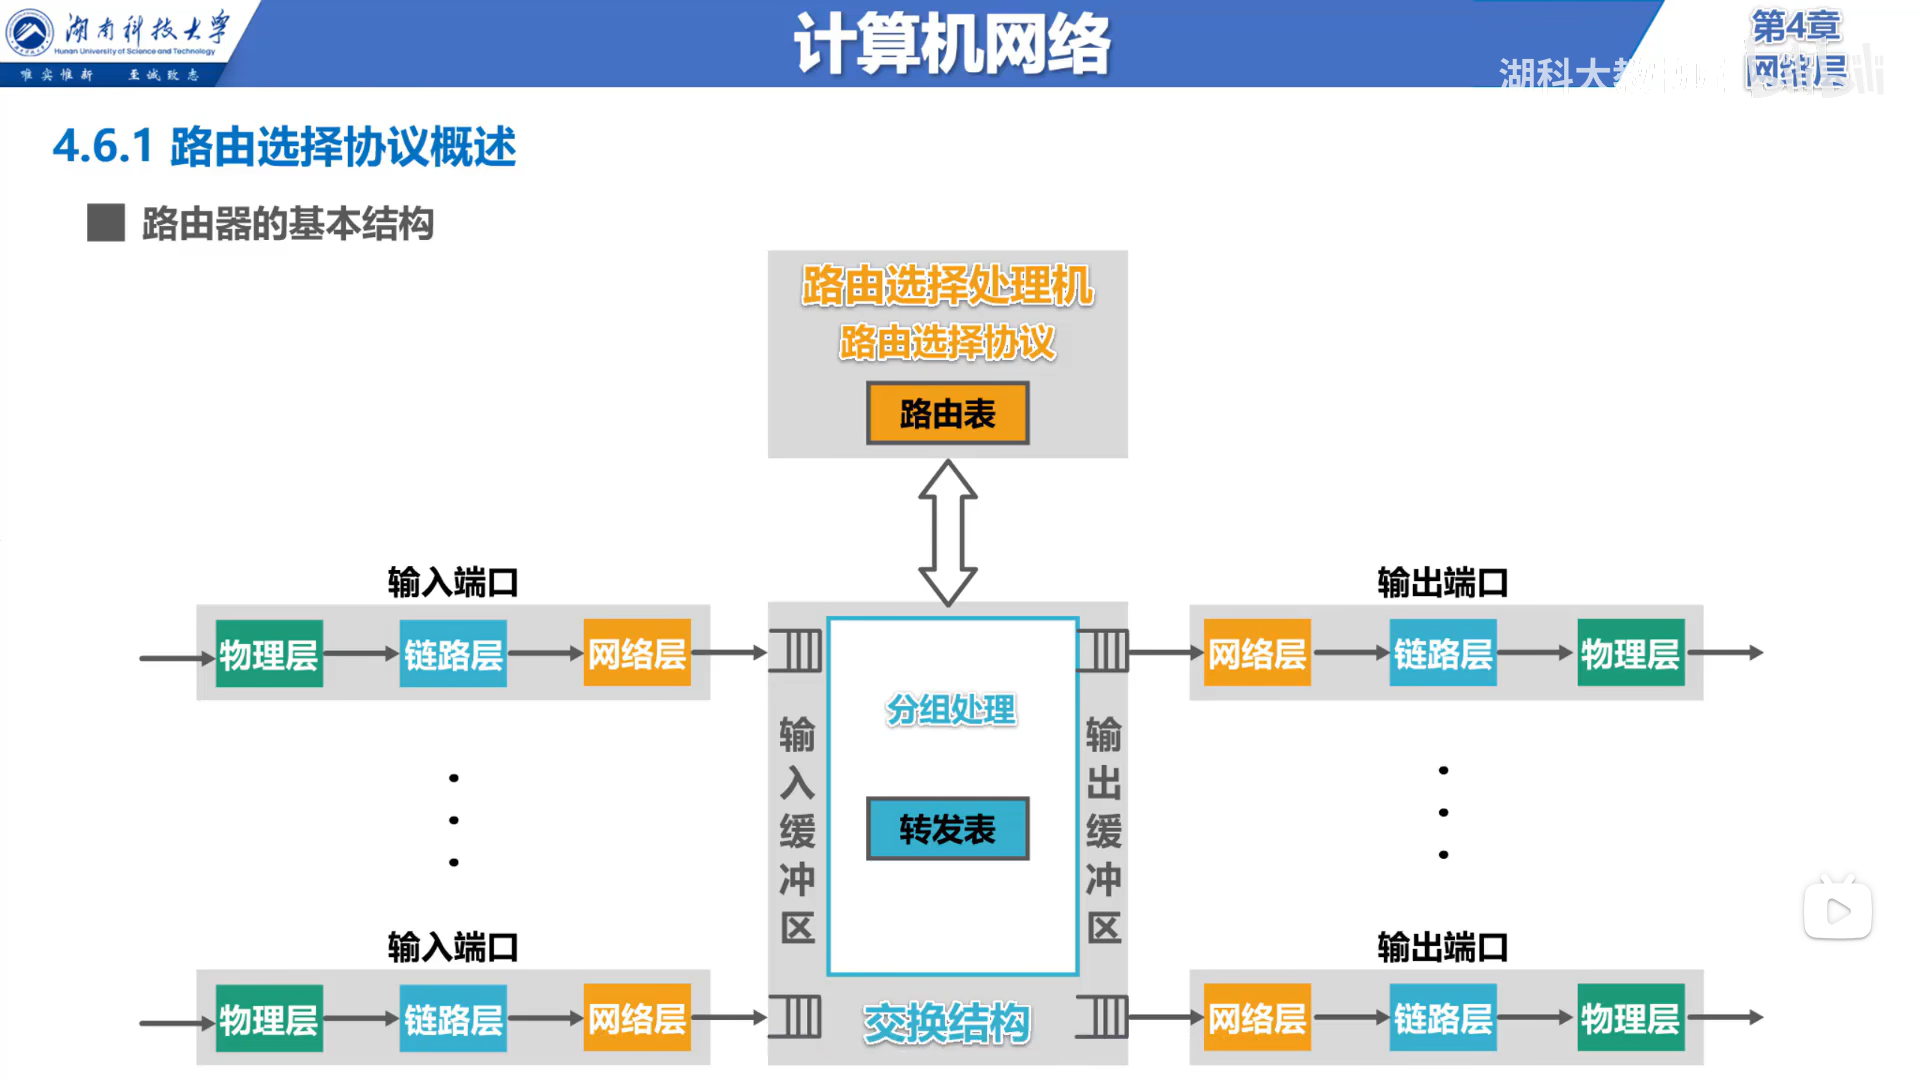 湖南科技大学
Hunan University of Science and Technology
唯实惟新 至诚致志
计算机网络
第4章
网络层
湖科大教
4.6.1 路由选择协议概述
路由器的基本结构
路由选择处理机
路由选择协议
路由表
输入端口
物理层 链路层 网络层
输入缓冲区
分组处理
转发表
交换结构
输出缓冲区
输出端口
网络层 链路层 物理层
输入端口
物理层 链路层 网络层
输出端口
网络层 链路层 物理层